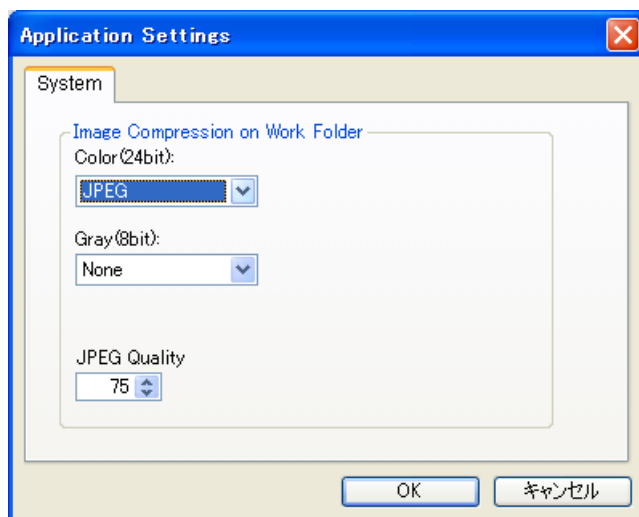 Application Settings
System
Image Compression on Work Folder
Color(24bit):
JPEG
Gray(8bit):
None
JPEG Quality
75
OK
キャンセル